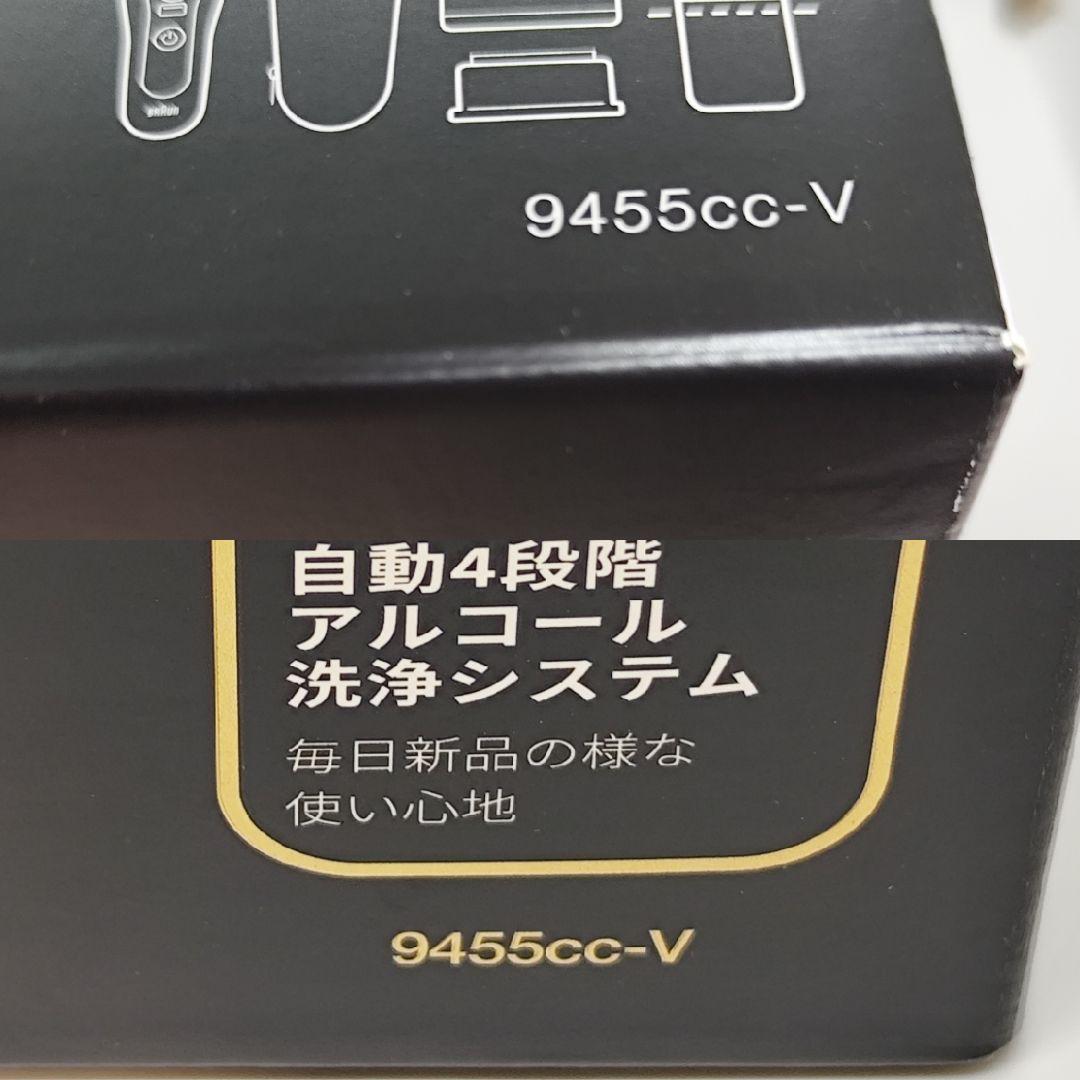 BRAUN
9455cc-V
自動4段階
アルコール
洗浄システム
毎日新品の様な
使い心地
9455cc-V